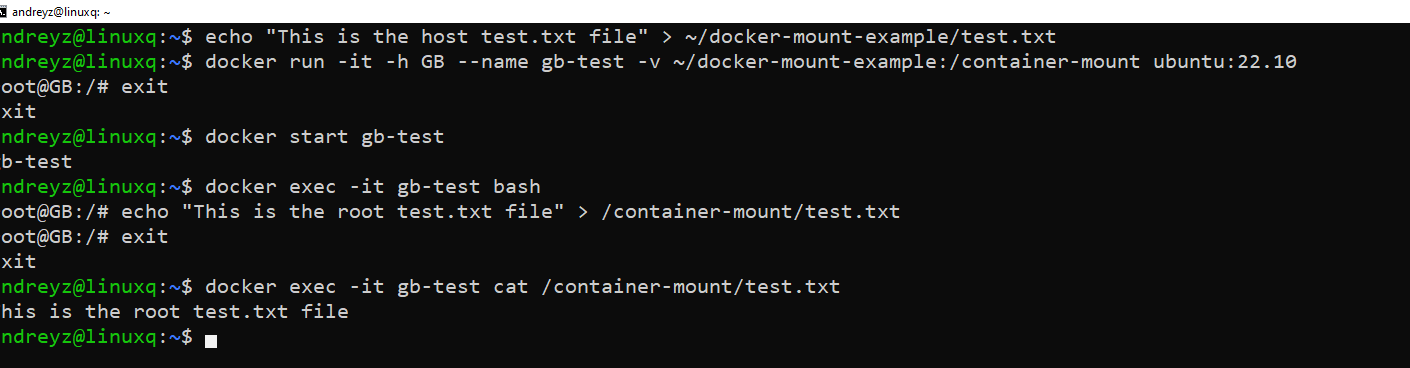 andreyz@linuxq: ~
ndreyz@linuxq:~$ echo "This is the host test.txt file" > ~/docker-mount-example/test.txt
ndreyz@linuxq:~$ docker run -it -h GB --name gb-test -v ~/docker-mount-example:/container-mount ubuntu:22.10
oot@GB:/# exit
xit
ndreyz@linuxq:~$ docker start gb-test
b-test
ndreyz@linuxq:~$ docker exec -it gb-test bash
oot@GB:/# echo "This is the root test.txt file" > /container-mount/test.txt
oot@GB:/# exit
xit
ndreyz@linuxq:~$ docker exec -it gb-test cat /container-mount/test.txt
his is the root test.txt file
ndreyz@linuxq:~$